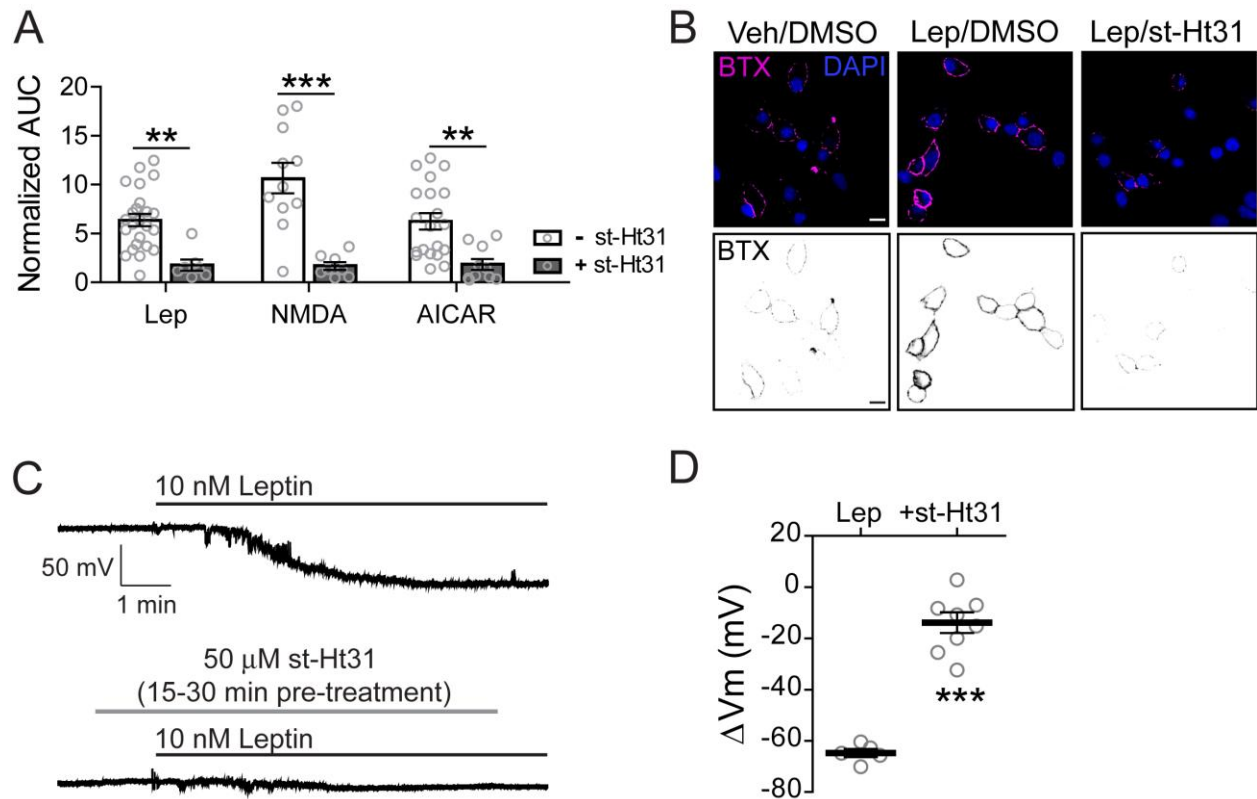 A
Normalized AUC
20
15
10
5
0
**
***
**
Lep
NMDA
AICAR
- st-Ht31
+ st-Ht31
B
Veh/DMSO
Lep/DMSO
Lep/st-Ht31
BTX
DAPI
BTX
C
10 nM Leptin
50 mV
1 min
50 μM st-Ht31
(15-30 min pre-treatment)
10 nM Leptin
D
Lep
+st-Ht31
ΔVm (mV)
20
0
-20
-40
-60
-80
***